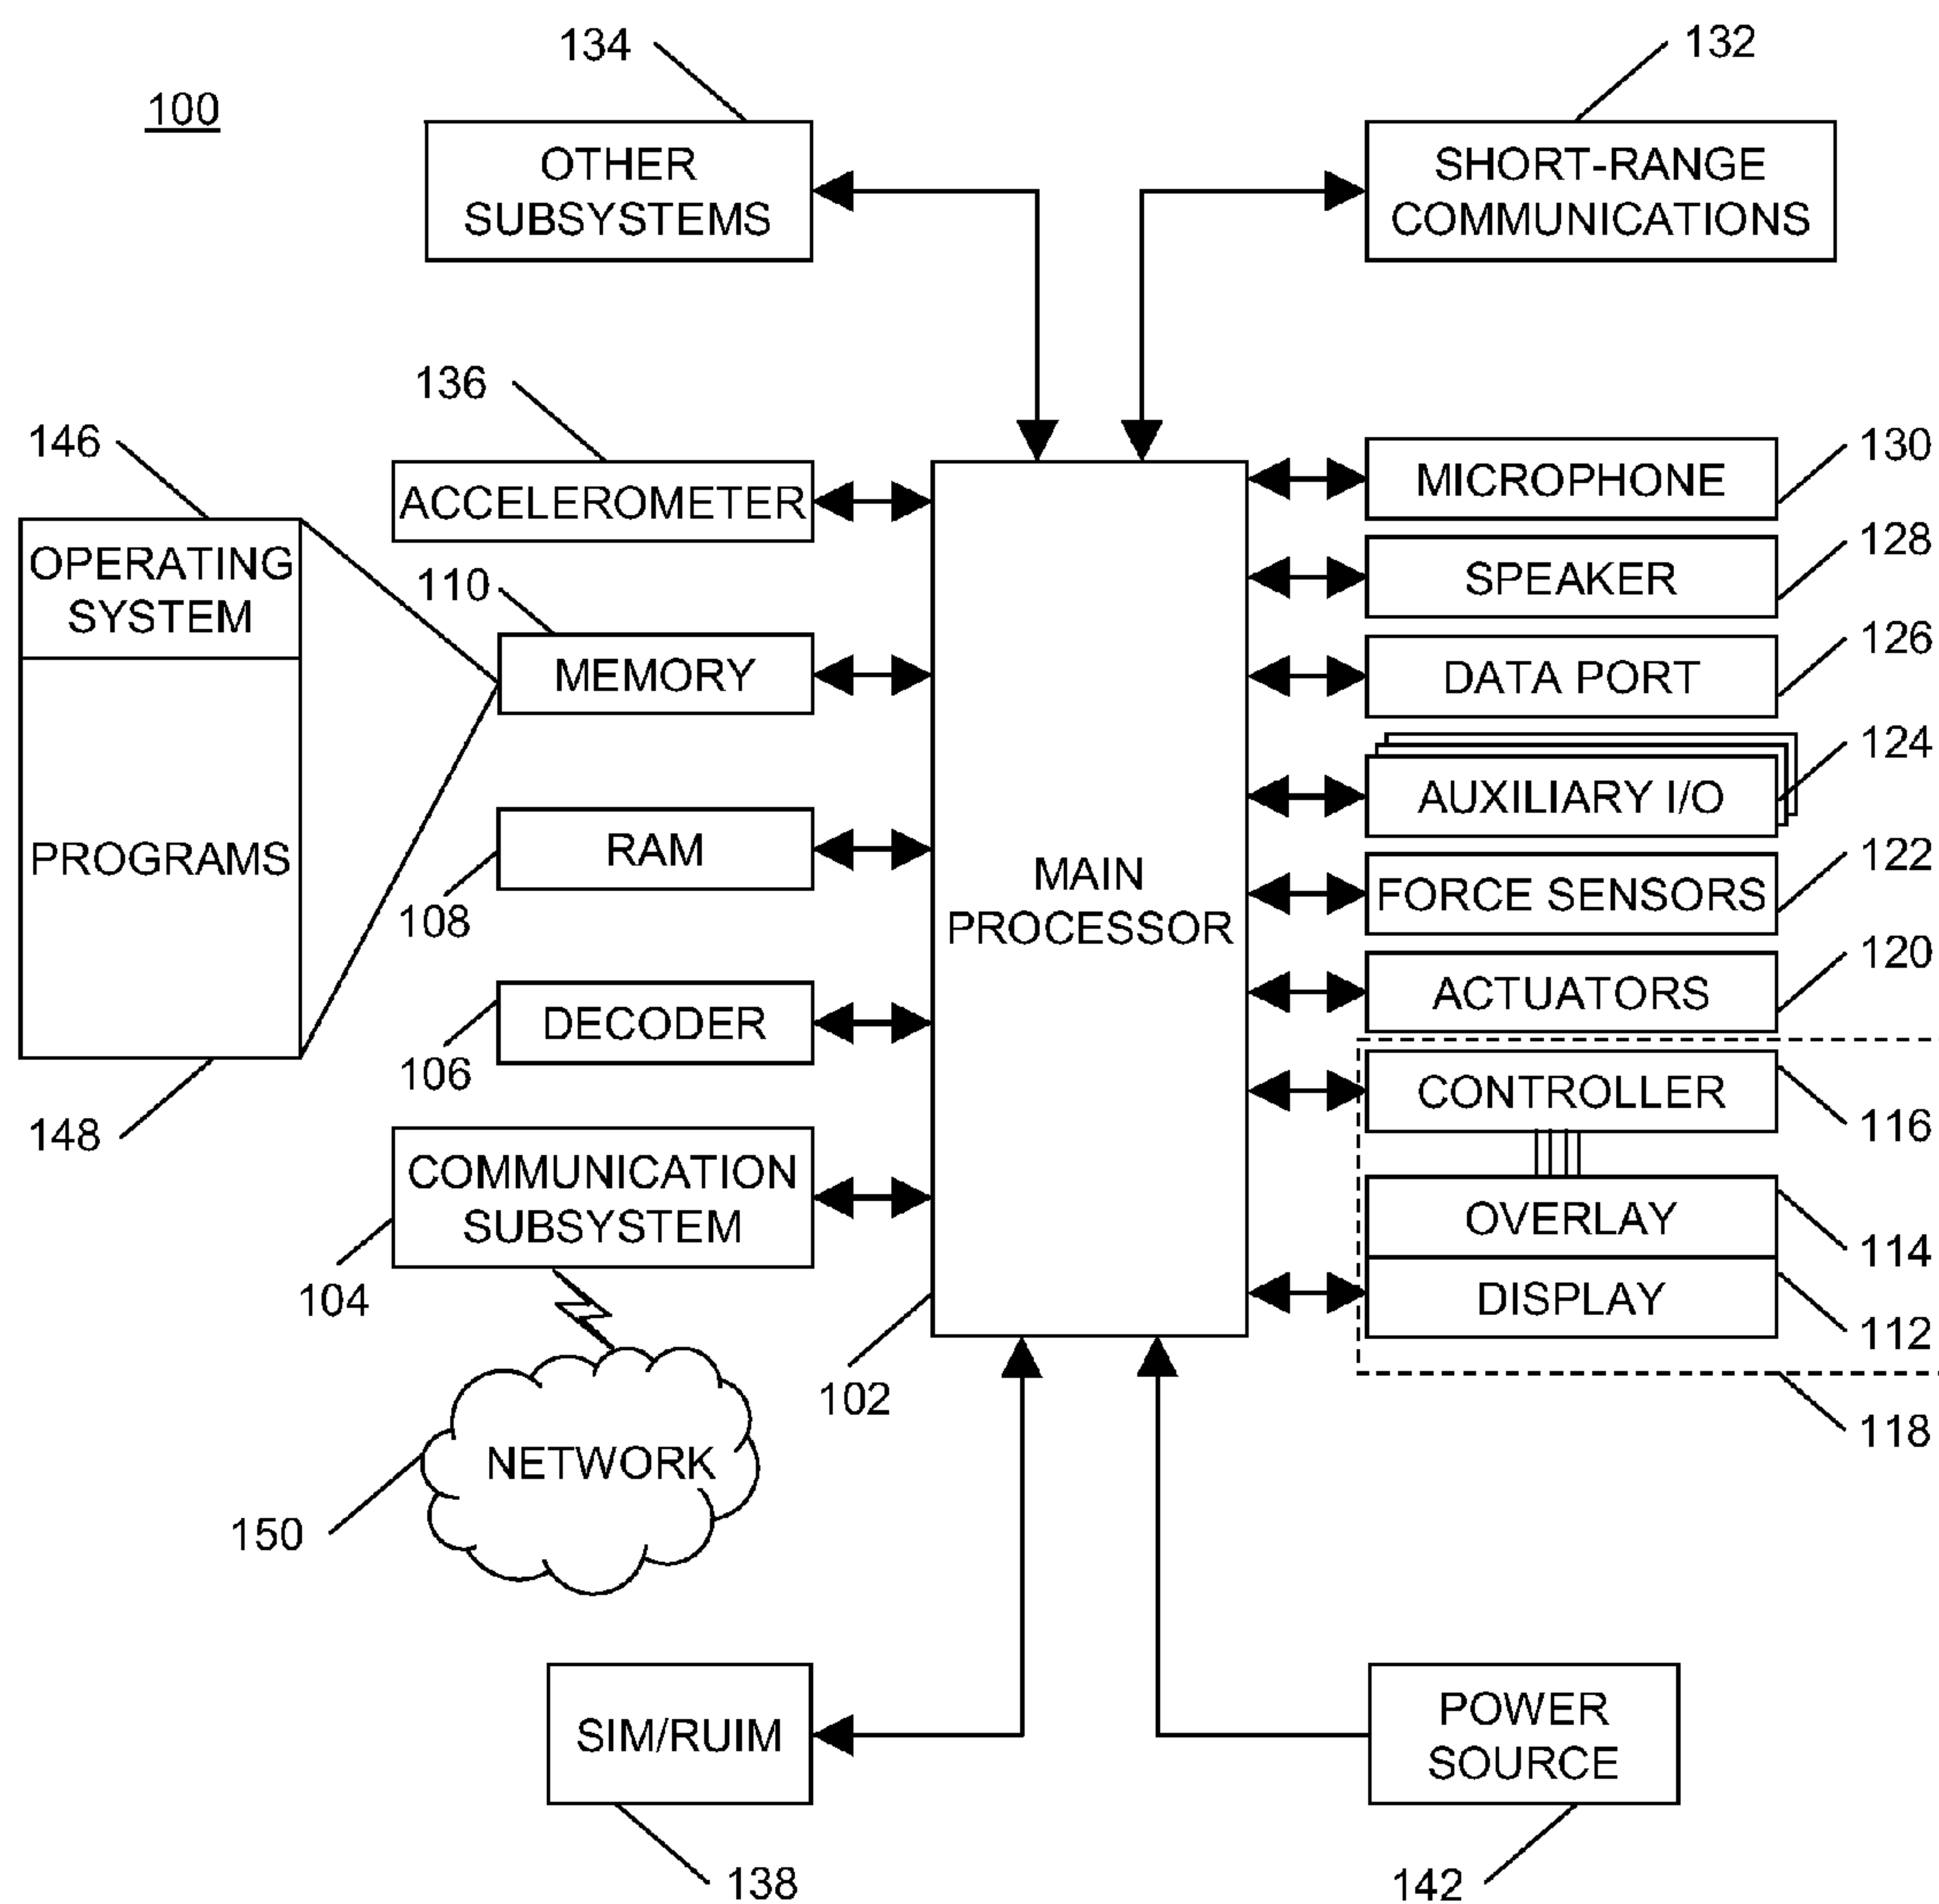 134
132
100
OTHER
SUBSYSTEMS
SHORT-RANGE
COMMUNICATIONS
136
146
130
ACCELEROMETER
MICROPHONE
OPERATING
SYSTEM
128
SPEAKER
110
126
MEMORY
DATA PORT
124
AUXILIARY I/O
PROGRAMS
RAM
MAIN
PROCESSOR
122
FORCE SENSORS
108
120
ACTUATORS
DECODER
106
CONTROLLER
116
148
COMMUNICATION
SUBSYSTEM
OVERLAY
114
104
DISPLAY
112
102
118
NETWORK
150
SIM/RUIM
POWER
SOURCE
138
142